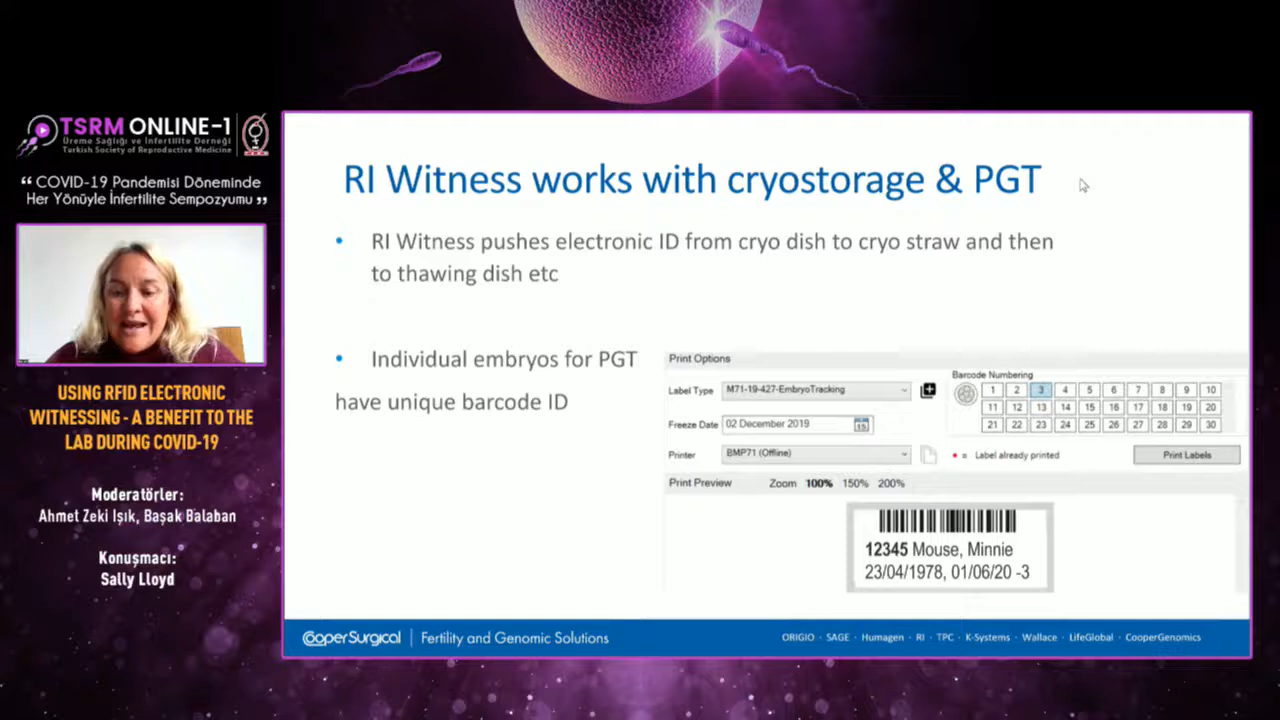 TSRM ONLINE-1
Üreme Sağlığı ve İnfertilite Derneği
Turkish Society of Reproductive Medicine
“ COVID-19 Pandemisi Döneminde
Her Yönüyle İnfertilite Sempozyumu ”
USING RFID ELECTRONIC
WITNESSING - A BENEFIT TO THE
LAB DURING COVID-19
Moderatörler:
Ahmet Zeki Işık, Başak Balaban
Konuşmacı:
Sally Lloyd
RI Witness works with cryostorage & PGT
• RI Witness pushes electronic ID from cryo dish to cryo straw and then
to thawing dish etc
• Individual embryos for PGT
have unique barcode ID
Print Options
Label Type M71-19-427-EmbryoTracking
Freeze Date 02 December 2019 15
Printer BMP71 (Offline)
Barcode Numbering
1 2 3 4 5 6 7 8 9 10
11 12 13 14 15 16 17 18 19 20
21 22 23 24 25 26 27 28 29 30
• = Label already printed
Print Labels
Print Preview Zoom 100% 150% 200%
12345 Mouse, Minnie
23/04/1978, 01/06/20 -3
CooperSurgical | Fertility and Genomic Solutions
ORIGIO · SAGE · Humagen · RI · TPC · K-Systems · Wallace · LifeGlobal · CooperGenomics